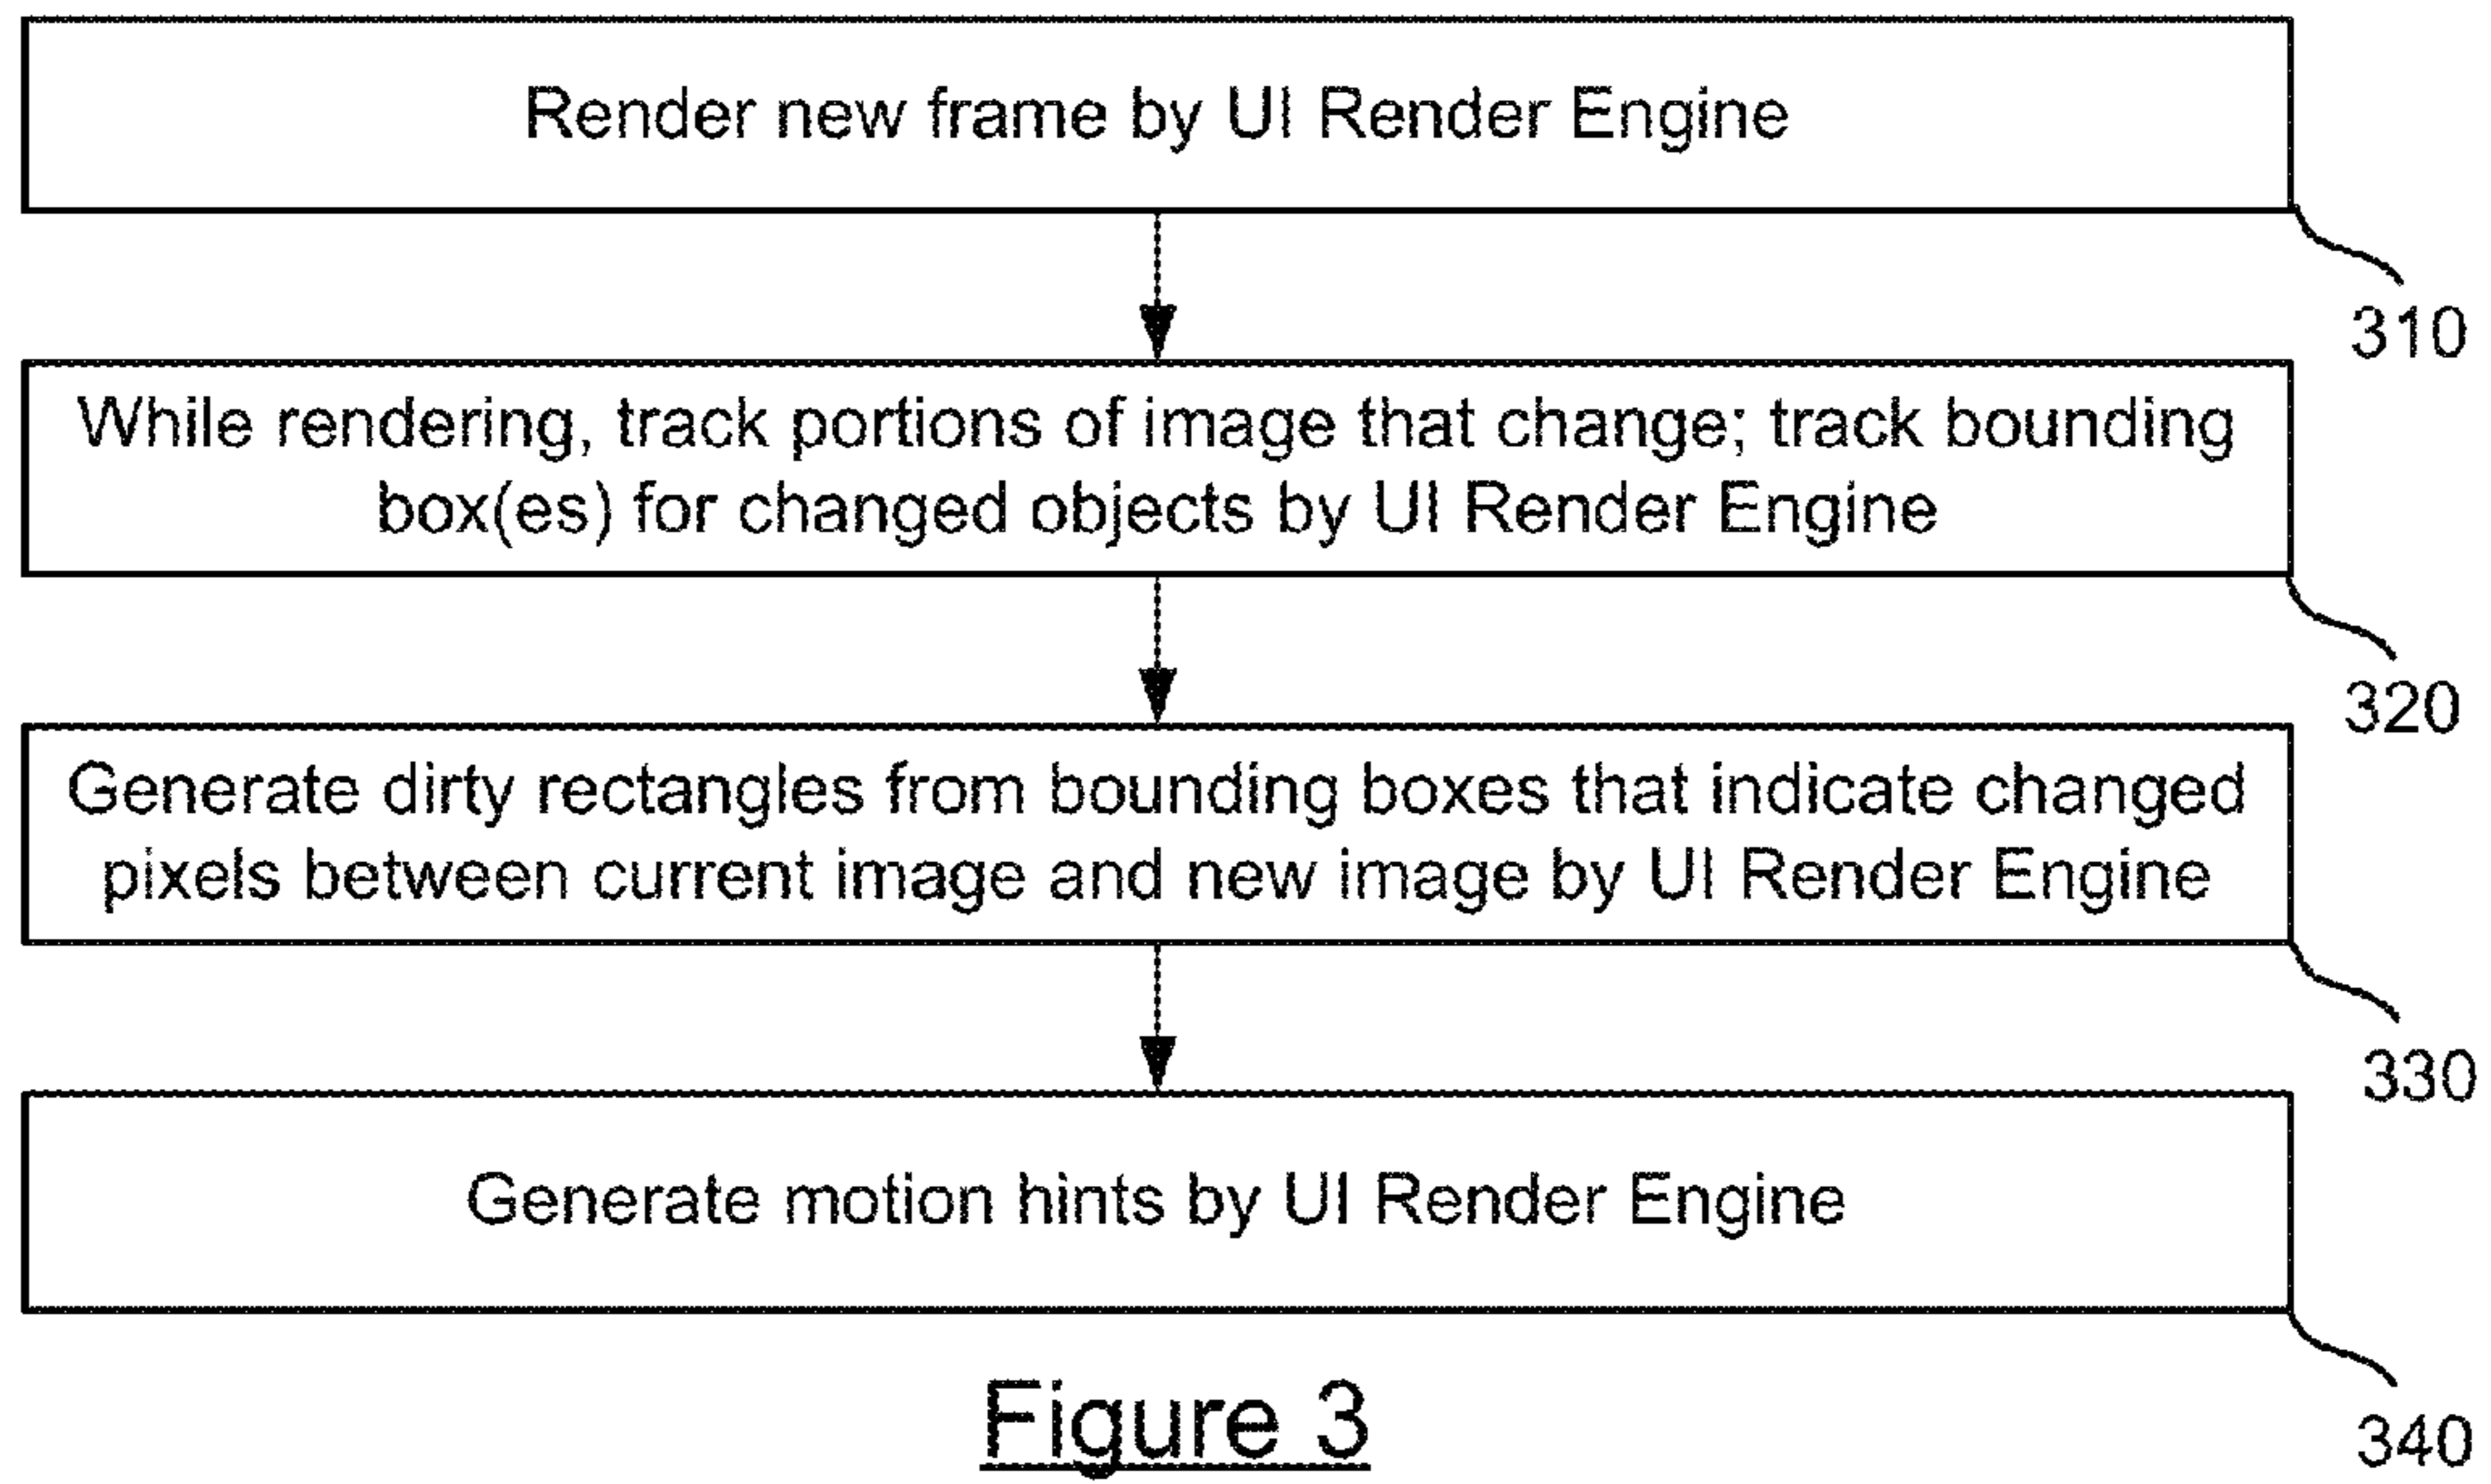 Render new frame by UI Render Engine
310
While rendering, track portions of image that change; track bounding
box(es) for changed objects by UI Render Engine
320
Generate dirty rectangles from bounding boxes that indicate changed
pixels between current image and new image by UI Render Engine
330
Generate motion hints by UI Render Engine
340
Figure 3